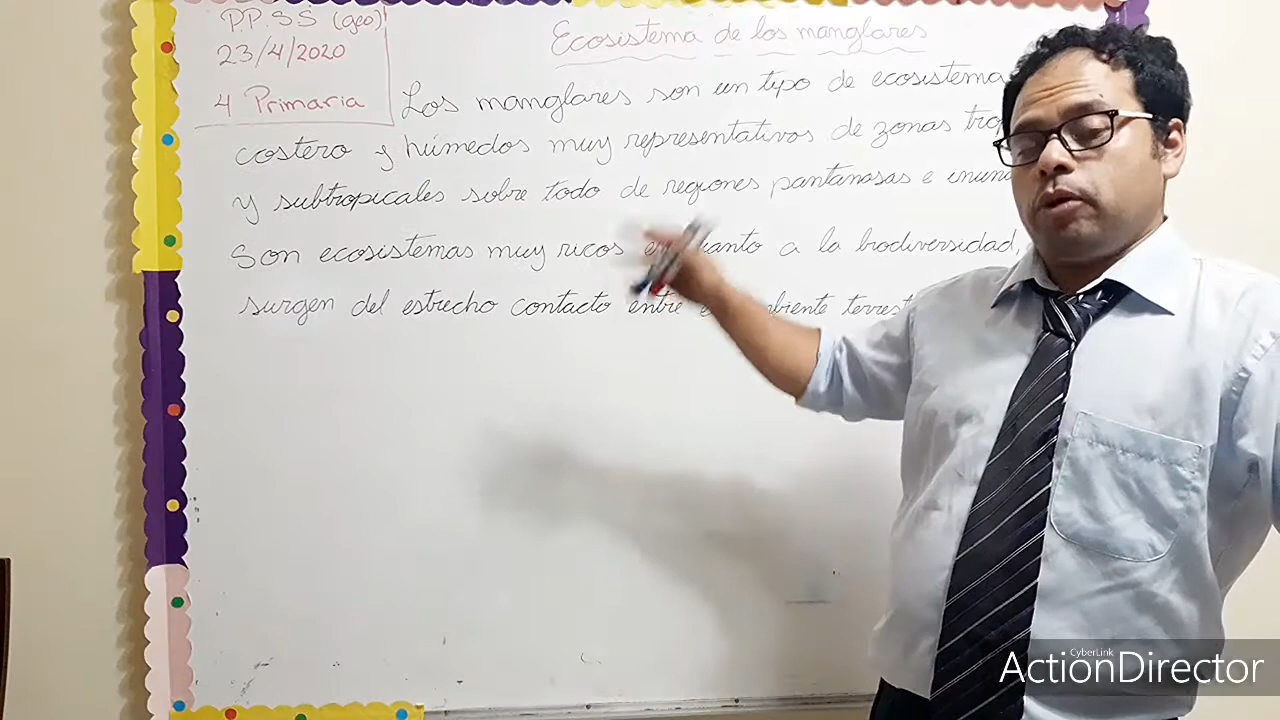 PP.SS (geo)
23/4/2020
4 Primaria
Ecosistema de los manglares
Los manglares son un tipo de ecosistema
costero y húmedos muy representativos de zonas
y subtropicales sobre todo de regiones pantanosas e
Son ecosistemas muy ricos en cuanto a la biodiversidad,
surgen del estrecho contacto entre
CyberLink
ActionDirector